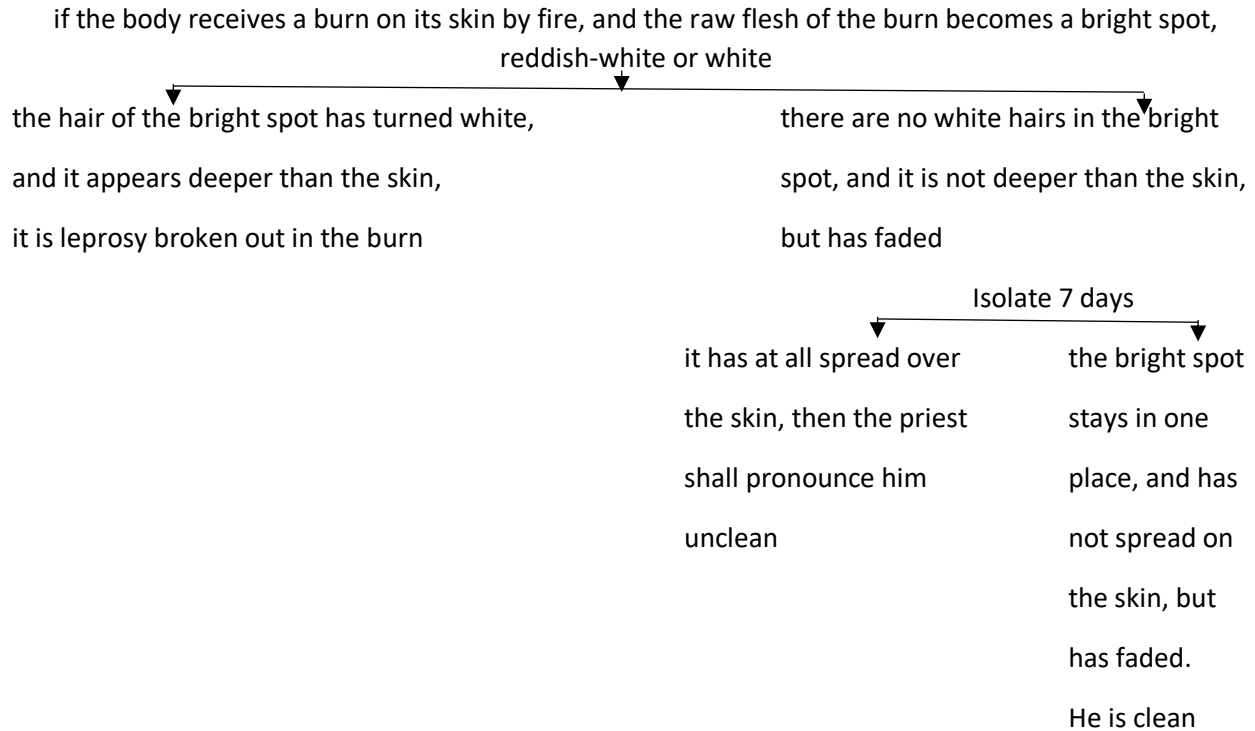 if the body receives a burn on its skin by fire, and the raw flesh of the burn becomes a bright spot,
reddish-white or white
the hair of the bright spot has turned white,
and it appears deeper than the skin,
it is leprosy broken out in the burn
there are no white hairs in the bright
spot, and it is not deeper than the skin,
but has faded
Isolate 7 days
it has at all spread over
the skin, then the priest
shall pronounce him
unclean
the bright spot
stays in one
place, and has
not spread on
the skin, but
has faded.
He is clean